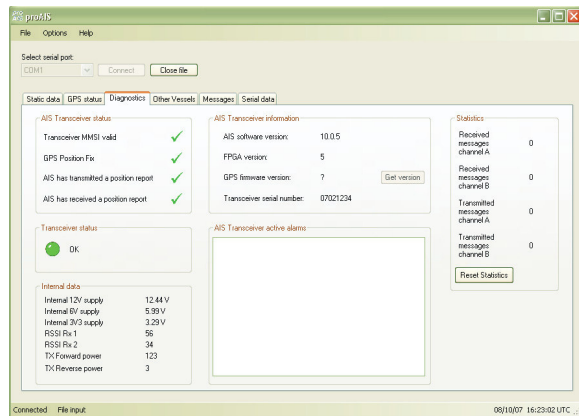 proAIS
File Options Help
Select serial port:
COM1 Connect Close file
Static data GPS status Diagnostics Other Vessels Messages Serial data
AIS Transceiver status
Transceiver MMSI valid
GPS Position Fix
AIS has transmitted a position report
AIS has received a position report
AIS Transceiver information
AIS software version: 10.0.5
FPGA version: 5
GPS firmware version: ? Get version
Transceiver serial number: 07021234
Statistics
Received
messages
channel A 0
Received
messages
channel B 0
Transmitted
messages
channel A 0
Transmitted
messages
channel B 0
Reset Statistics
Transceiver status
OK
AIS Transceiver active alarms
Internal data
Internal 12V supply 12.44 V
Internal 6V supply 5.99 V
Internal 3V3 supply 3.29 V
RSSI Rx 1 56
RSSI Rx 2 34
TX Forward power 123
TX Reverse power 3
Connected File input 08/10/07 16:23:02 UTC